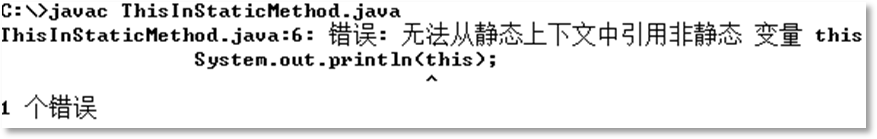 C:\>javac ThisInStaticMethod.java
ThisInStaticMethod.java:6: 错误: 无法从静态上下文中引用非静态 变量 this
System.out.println(this);
^
1 个错误